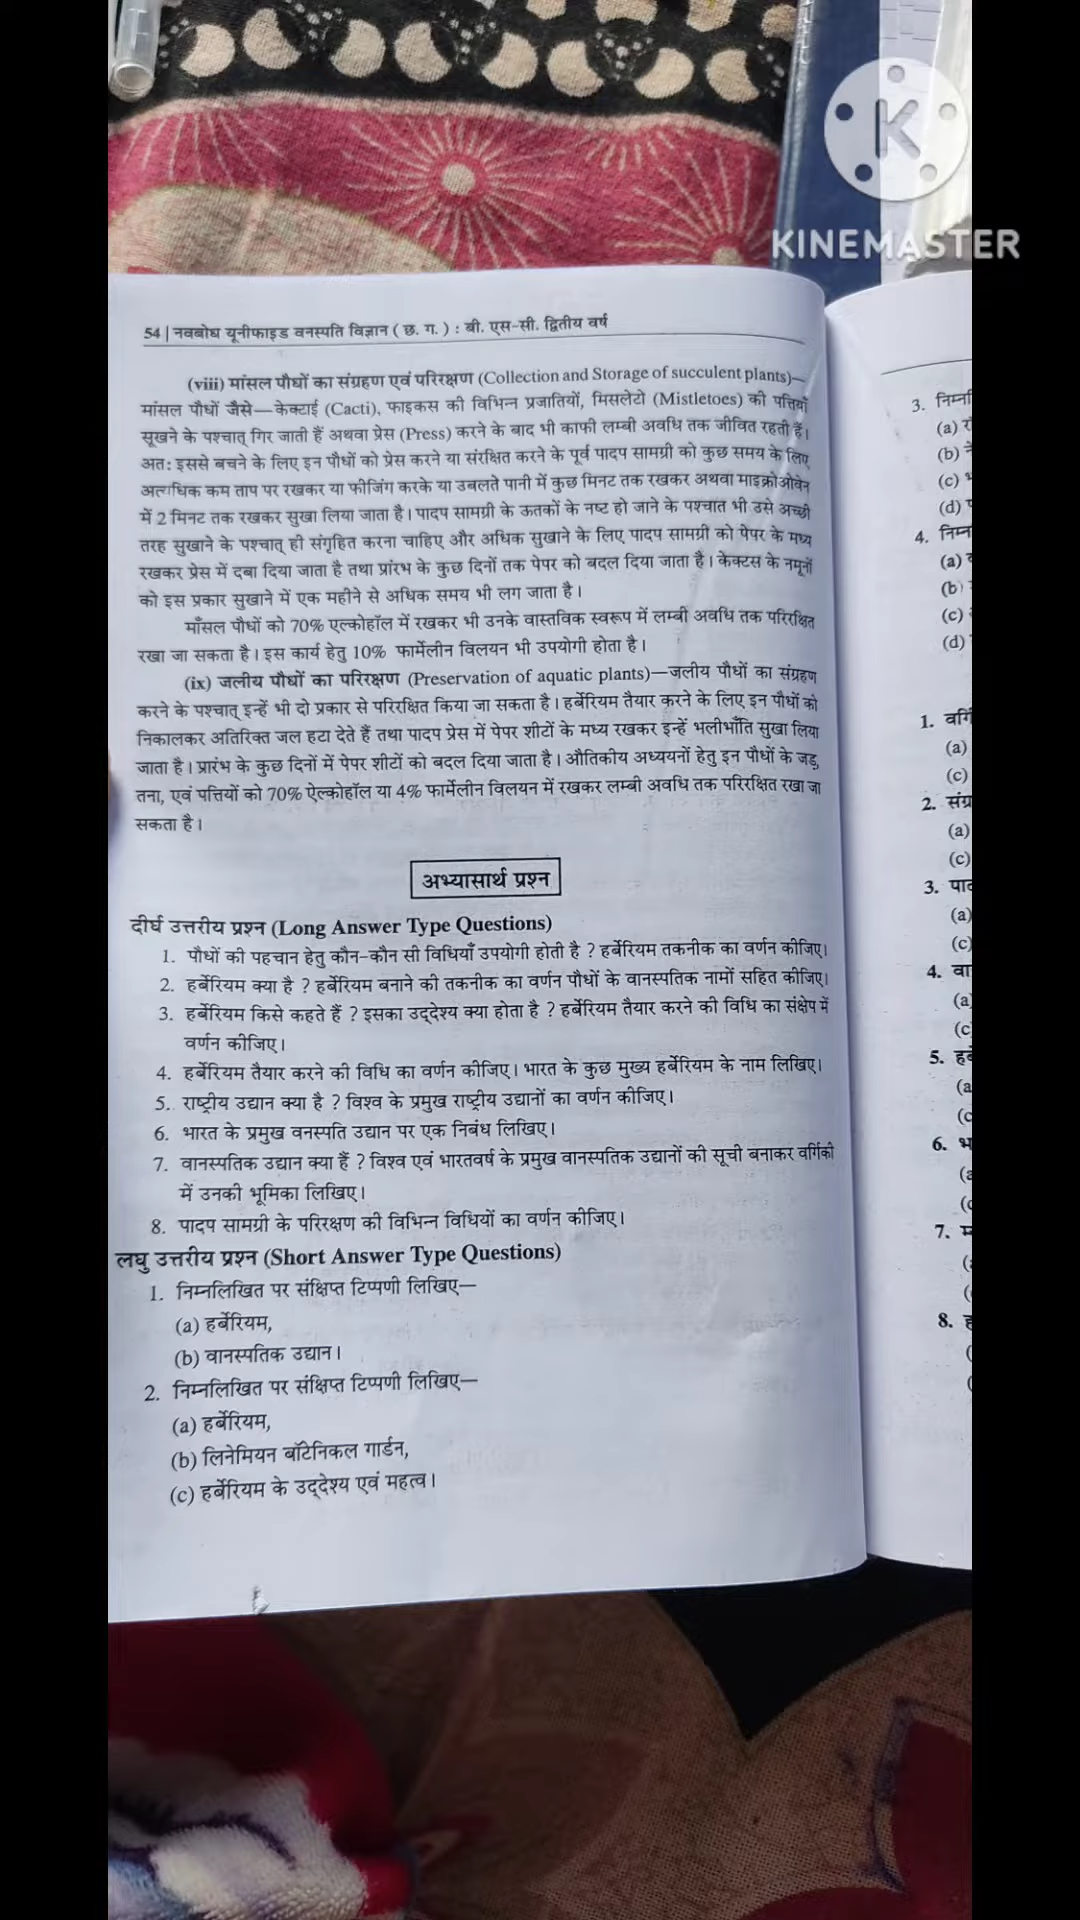 KINEMASTER
54 | नवबोध यूनीफाइड वनस्पति विज्ञान ( छ. ग. ) : बी. एस-सी. द्वितीय वर्ष
(viii) मांसल पौधों का संग्रहण एवं परिरक्षण (Collection and Storage of succulent plants)—
मांसल पौधों जैसे—केक्टाई (Cacti), फाइकस की विभिन्न प्रजातियों, मिसलेटो (Mistletoes) की पत्तियाँ
सूखने के पश्चात् गिर जाती हैं अथवा प्रेस (Press) करने के बाद भी काफी लम्बी अवधि तक जीवित रहती हैं।
अत: इससे बचने के लिए इन पौधों को प्रेस करने या संरक्षित करने के पूर्व पादप सामग्री को कुछ समय के लिए
अत्यधिक कम ताप पर रखकर या फीजिंग करके या उबलते पानी में कुछ मिनट तक रखकर अथवा माइक्रोओवेन
में 2 मिनट तक रखकर सुखा लिया जाता है। पादप सामग्री के ऊतकों के नष्ट हो जाने के पश्चात भी उसे अच्छी
तरह सुखाने के पश्चात् ही संगृहित करना चाहिए और अधिक सुखाने के लिए पादप सामग्री को पेपर के मध्य
रखकर प्रेस में दबा दिया जाता है तथा प्रांरभ के कुछ दिनों तक पेपर को बदल दिया जाता है। केक्टस के नमूनों
को इस प्रकार सुखाने में एक महीने से अधिक समय भी लग जाता है।
माँसल पौधों को 70% एल्कोहॉल में रखकर भी उनके वास्तविक स्वरूप में लम्बी अवधि तक परिरक्षित
रखा जा सकता है। इस कार्य हेतु 10% फार्मेलीन विलयन भी उपयोगी होता है।
(ix) जलीय पौधों का परिरक्षण (Preservation of aquatic plants)—जलीय पौधों का संग्रहण
करने के पश्चात् इन्हें भी दो प्रकार से परिरक्षित किया जा सकता है। हर्बेरियम तैयार करने के लिए इन पौधों को
निकालकर अतिरिक्त जल हटा देते हैं तथा पादप प्रेस में पेपर शीटों के मध्य रखकर इन्हें भलीभाँति सुखा लिया
जाता है। प्रारंभ के कुछ दिनों में पेपर शीटों को बदल दिया जाता है। औतिकीय अध्ययनों हेतु इन पौधों के जड़,
तना, एवं पत्तियों को 70% ऐल्कोहॉल या 4% फार्मेलीन विलयन में रखकर लम्बी अवधि तक परिरक्षित रखा जा
सकता है।
अभ्यासार्थ प्रश्न
दीर्घ उत्तरीय प्रश्न (Long Answer Type Questions)
1. पौधों की पहचान हेतु कौन-कौन सी विधियाँ उपयोगी होती है ? हर्बेरियम तकनीक का वर्णन कीजिए।
2. हर्बेरियम क्या है ? हर्बेरियम बनाने की तकनीक का वर्णन पौधों के वानस्पतिक नामों सहित कीजिए।
3. हर्बेरियम किसे कहते हैं ? इसका उद्देश्य क्या होता है ? हर्बेरियम तैयार करने की विधि का संक्षेप में
वर्णन कीजिए।
4. हर्बेरियम तैयार करने की विधि का वर्णन कीजिए। भारत के कुछ मुख्य हर्बेरियम के नाम लिखिए।
5. राष्ट्रीय उद्यान क्या है ? विश्व के प्रमुख राष्ट्रीय उद्यानों का वर्णन कीजिए।
6. भारत के प्रमुख वनस्पति उद्यान पर एक निबंध लिखिए।
7. वानस्पतिक उद्यान क्या हैं ? विश्व एवं भारतवर्ष के प्रमुख वानस्पतिक उद्यानों की सूची बनाकर वर्गिकी
में उनकी भूमिका लिखिए।
8. पादप सामग्री के परिरक्षण की विभिन्न विधियों का वर्णन कीजिए।
लघु उत्तरीय प्रश्न (Short Answer Type Questions)
1. निम्नलिखित पर संक्षिप्त टिप्पणी लिखिए—
(a) हर्बेरियम,
(b) वानस्पतिक उद्यान।
2. निम्नलिखित पर संक्षिप्त टिप्पणी लिखिए—
(a) हर्बेरियम,
(b) लिनेमियन बॉटेनिकल गार्डन,
(c) हर्बेरियम के उद्देश्य एवं महत्व।
3.
(a)
(b)
(c)
(d)
4.
(a)
(b)
(c)
(d)
1.
(a)
(c)
2.
(a)
(c)
3.
(a)
(c)
4.
(a)
5.
6.
7.
8.